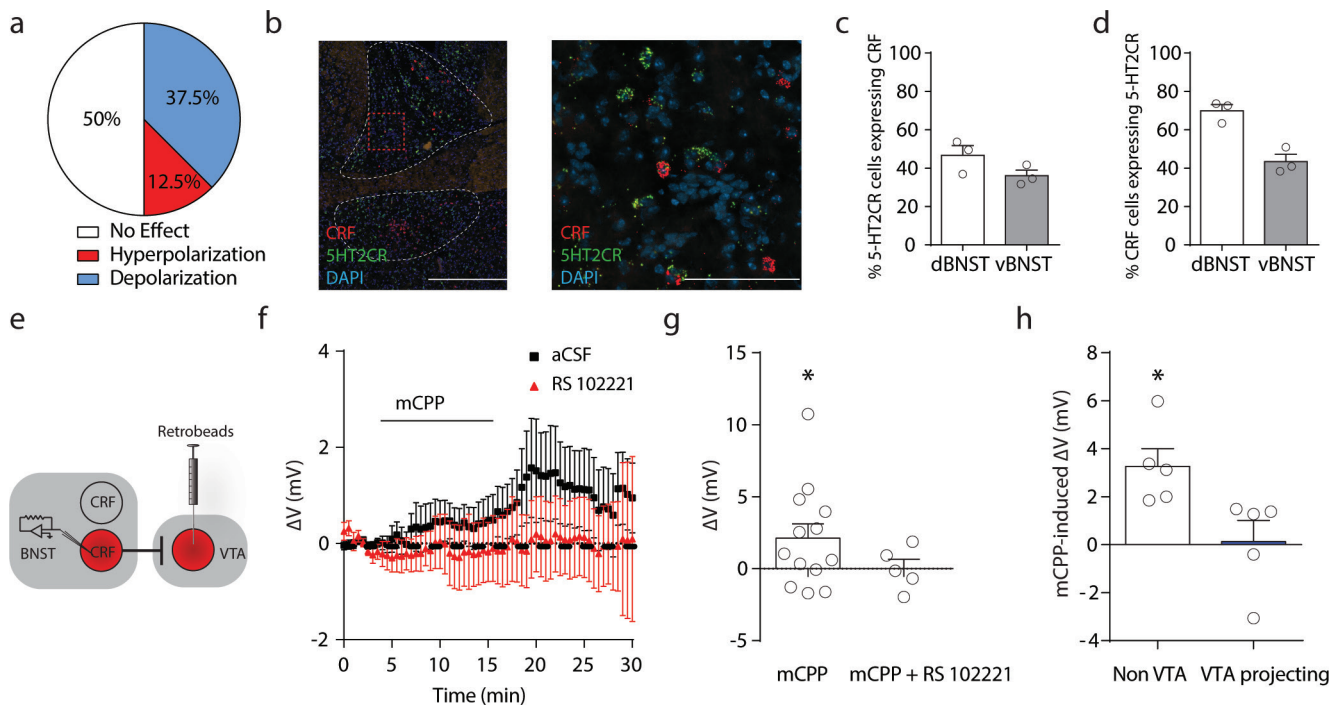 a
50%
37.5%
12.5%
No Effect
Hyperpolarization
Depolarization
b
CRF
5HT2CR
DAPI
CRF
5HT2CR
DAPI
c
% 5-HT2CR cells expressing CRF
100
80
60
40
20
0
dBNST vBNST
d
% CRF cells expressing 5-HT2CR
100
80
60
40
20
0
dBNST vBNST
e
Retrobeads
CRF
CRF
BNST
VTA
f
ΔV (mV)
4
2
0
-2
aCSF
RS 102221
mCPP
0 5 10 15 20 25 30
Time (min)
g
ΔV (mV)
15
10
5
0
-5
*
mCPP mCPP + RS 102221
h
mCPP-induced ΔV (mV)
8
6
4
2
0
-2
-4
*
Non VTA VTA projecting